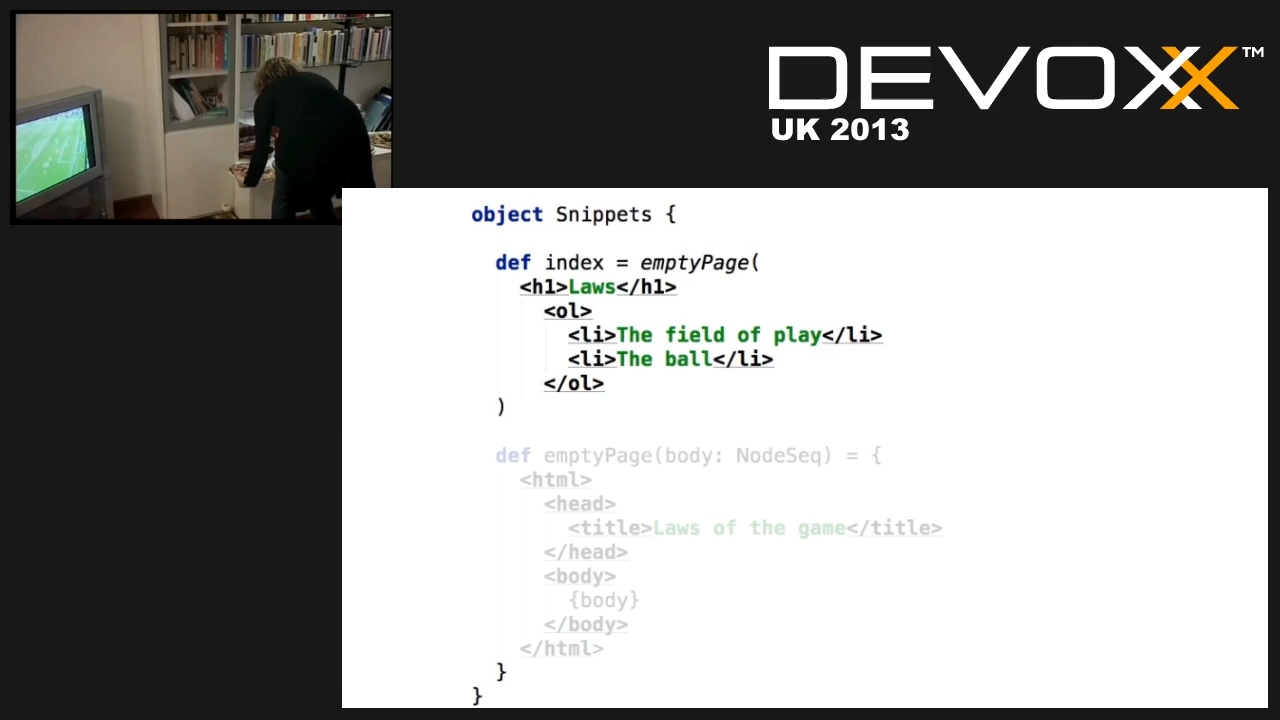 DEVOXX™
UK 2013
object Snippets {
def index = emptyPage(
<h1>Laws</h1>
<ol>
<li>The field of play</li>
<li>The ball</li>
</ol>
)
def emptyPage(body: NodeSeq) = {
<html>
<head>
<title>Laws of the game</title>
</head>
<body>
{body}
</body>
</html>
}
}